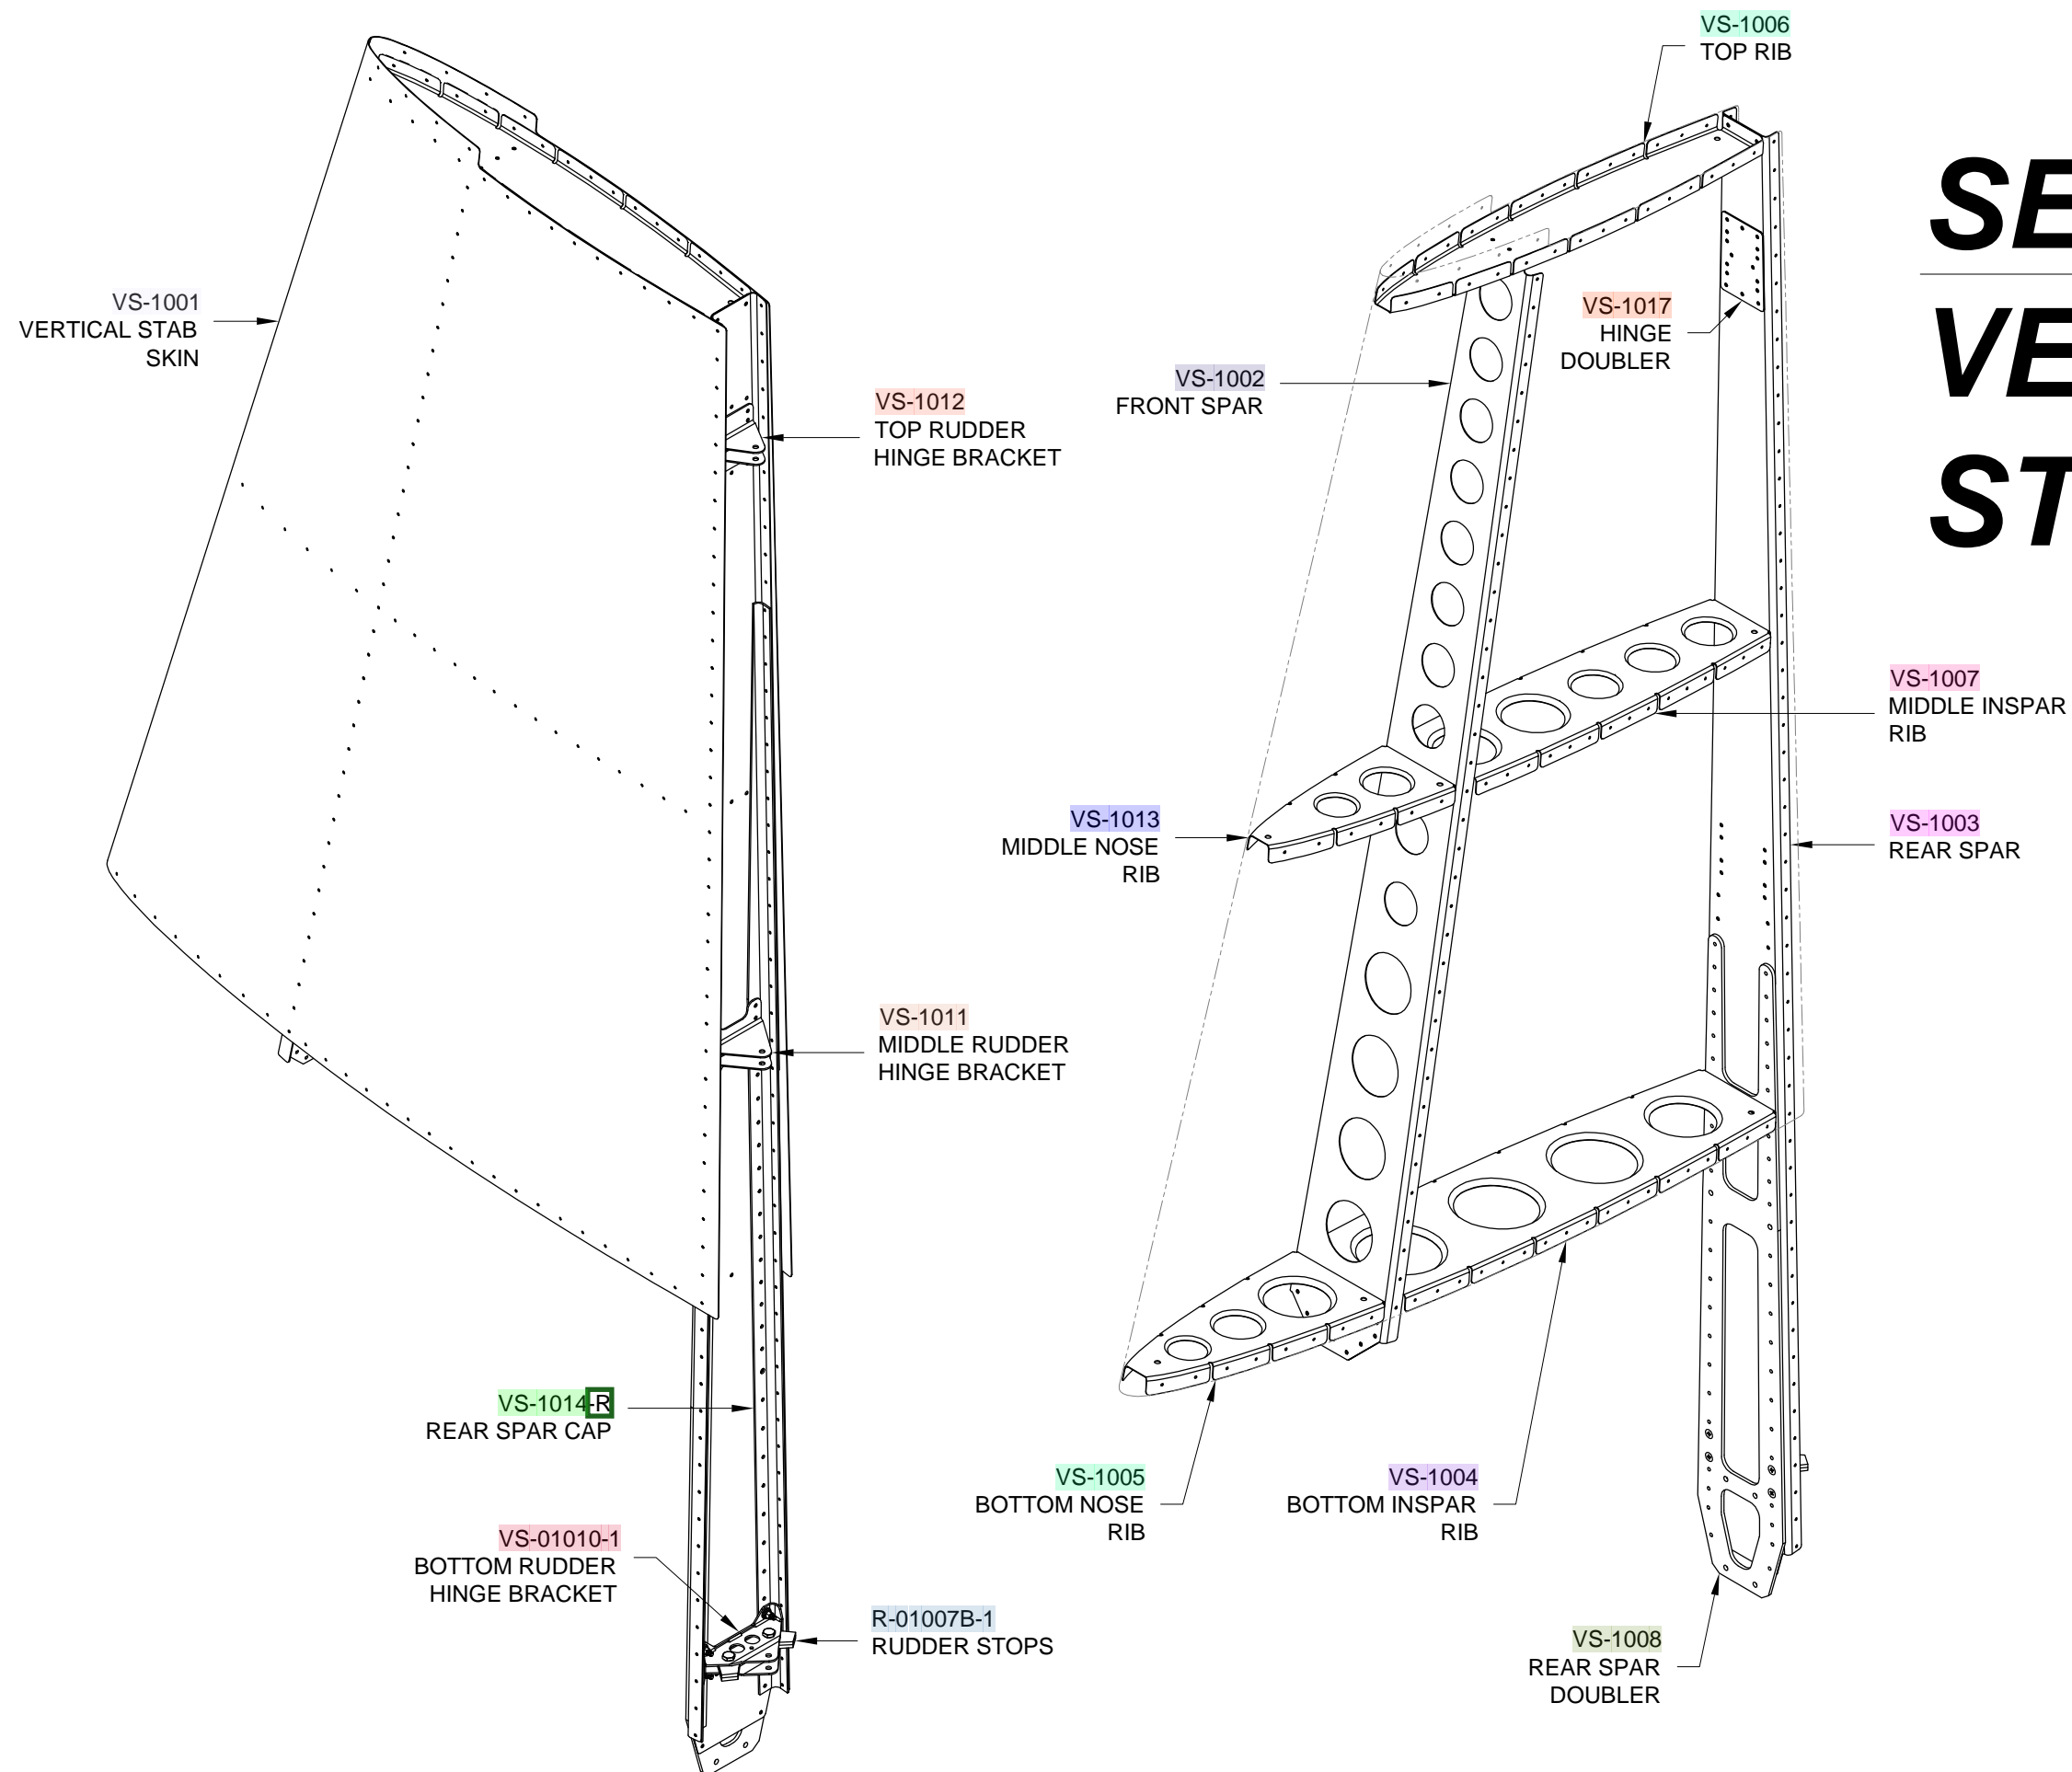 VS-1006
TOP RIB
SE
VE
ST
VS-1001
VERTICAL STAB
SKIN
VS-1017
HINGE
DOUBLER
VS-1002
FRONT SPAR
VS-1012
TOP RUDDER
HINGE BRACKET
VS-1007
MIDDLE INSPAR
RIB
VS-1013
MIDDLE NOSE
RIB
VS-1003
REAR SPAR
VS-1011
MIDDLE RUDDER
HINGE BRACKET
VS-1014-R
REAR SPAR CAP
VS-1005
BOTTOM NOSE
RIB
VS-1004
BOTTOM INSPAR
RIB
VS-01010-1
BOTTOM RUDDER
HINGE BRACKET
R-01007B-1
RUDDER STOPS
VS-1008
REAR SPAR
DOUBLER